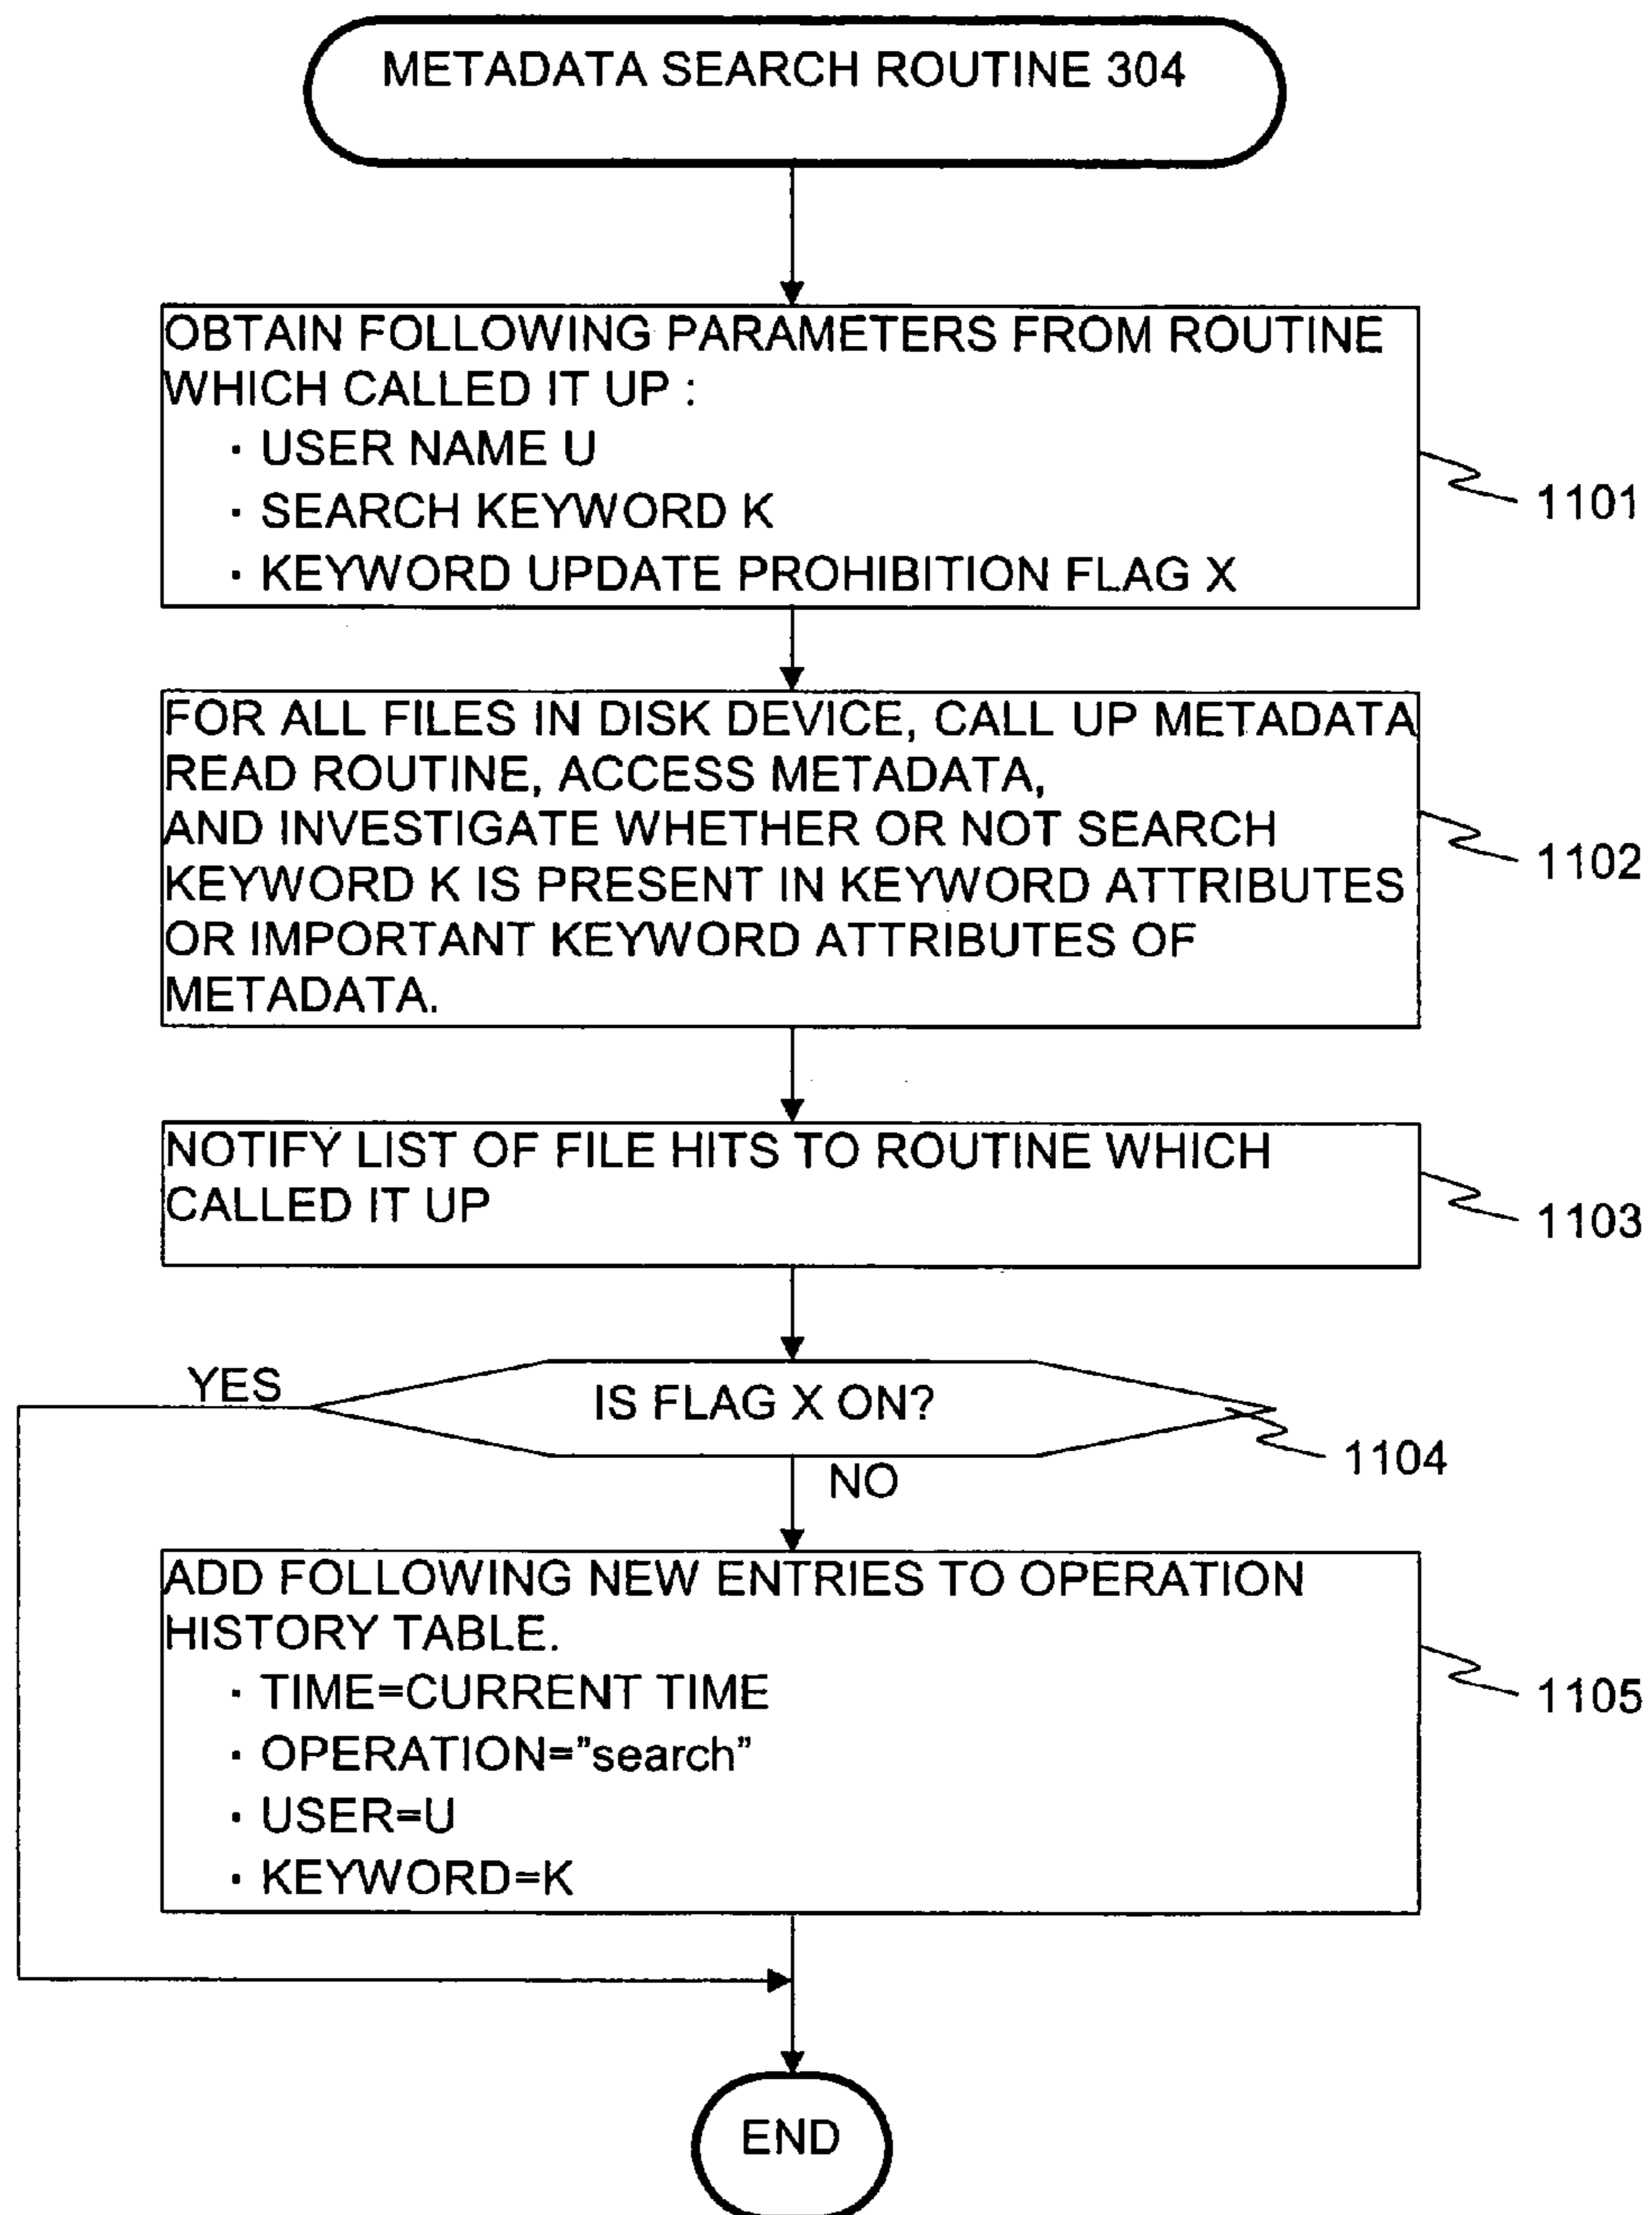 METADATA SEARCH ROUTINE 304
OBTAIN FOLLOWING PARAMETERS FROM ROUTINE
WHICH CALLED IT UP :
· USER NAME U
· SEARCH KEYWORD K
· KEYWORD UPDATE PROHIBITION FLAG X
1101
FOR ALL FILES IN DISK DEVICE, CALL UP METADATA
READ ROUTINE, ACCESS METADATA,
AND INVESTIGATE WHETHER OR NOT SEARCH
KEYWORD K IS PRESENT IN KEYWORD ATTRIBUTES
OR IMPORTANT KEYWORD ATTRIBUTES OF
METADATA.
1102
NOTIFY LIST OF FILE HITS TO ROUTINE WHICH
CALLED IT UP
1103
YES
IS FLAG X ON?
1104
NO
ADD FOLLOWING NEW ENTRIES TO OPERATION
HISTORY TABLE.
· TIME=CURRENT TIME
· OPERATION=”search”
· USER=U
· KEYWORD=K
1105
END